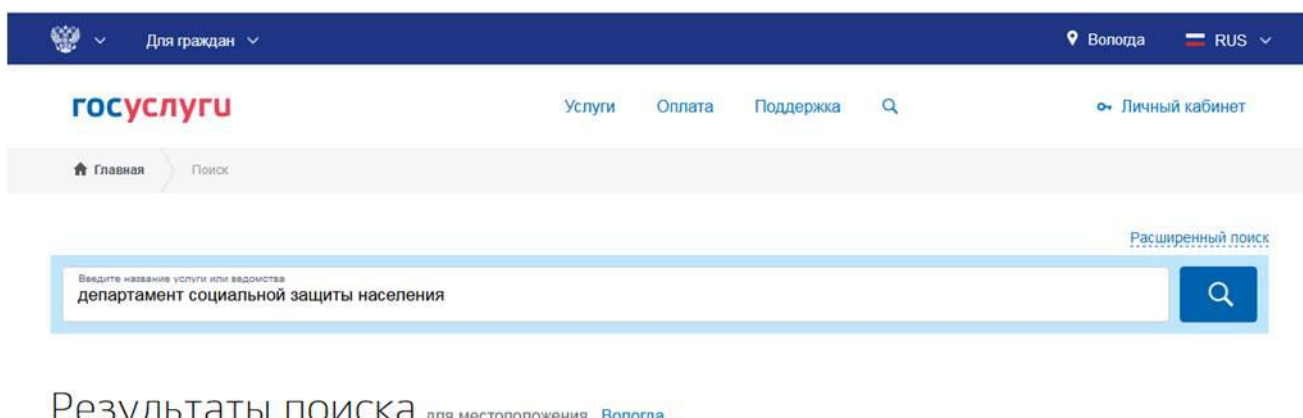 Для граждан Вологда RUS
госуслуги Услуги Оплата Поддержка Личный кабинет
Главная Поиск
Расширенный поиск
Введите название услуги или ведомства
департамент социальной защиты населения
Результаты поиска для местоположения Вологда